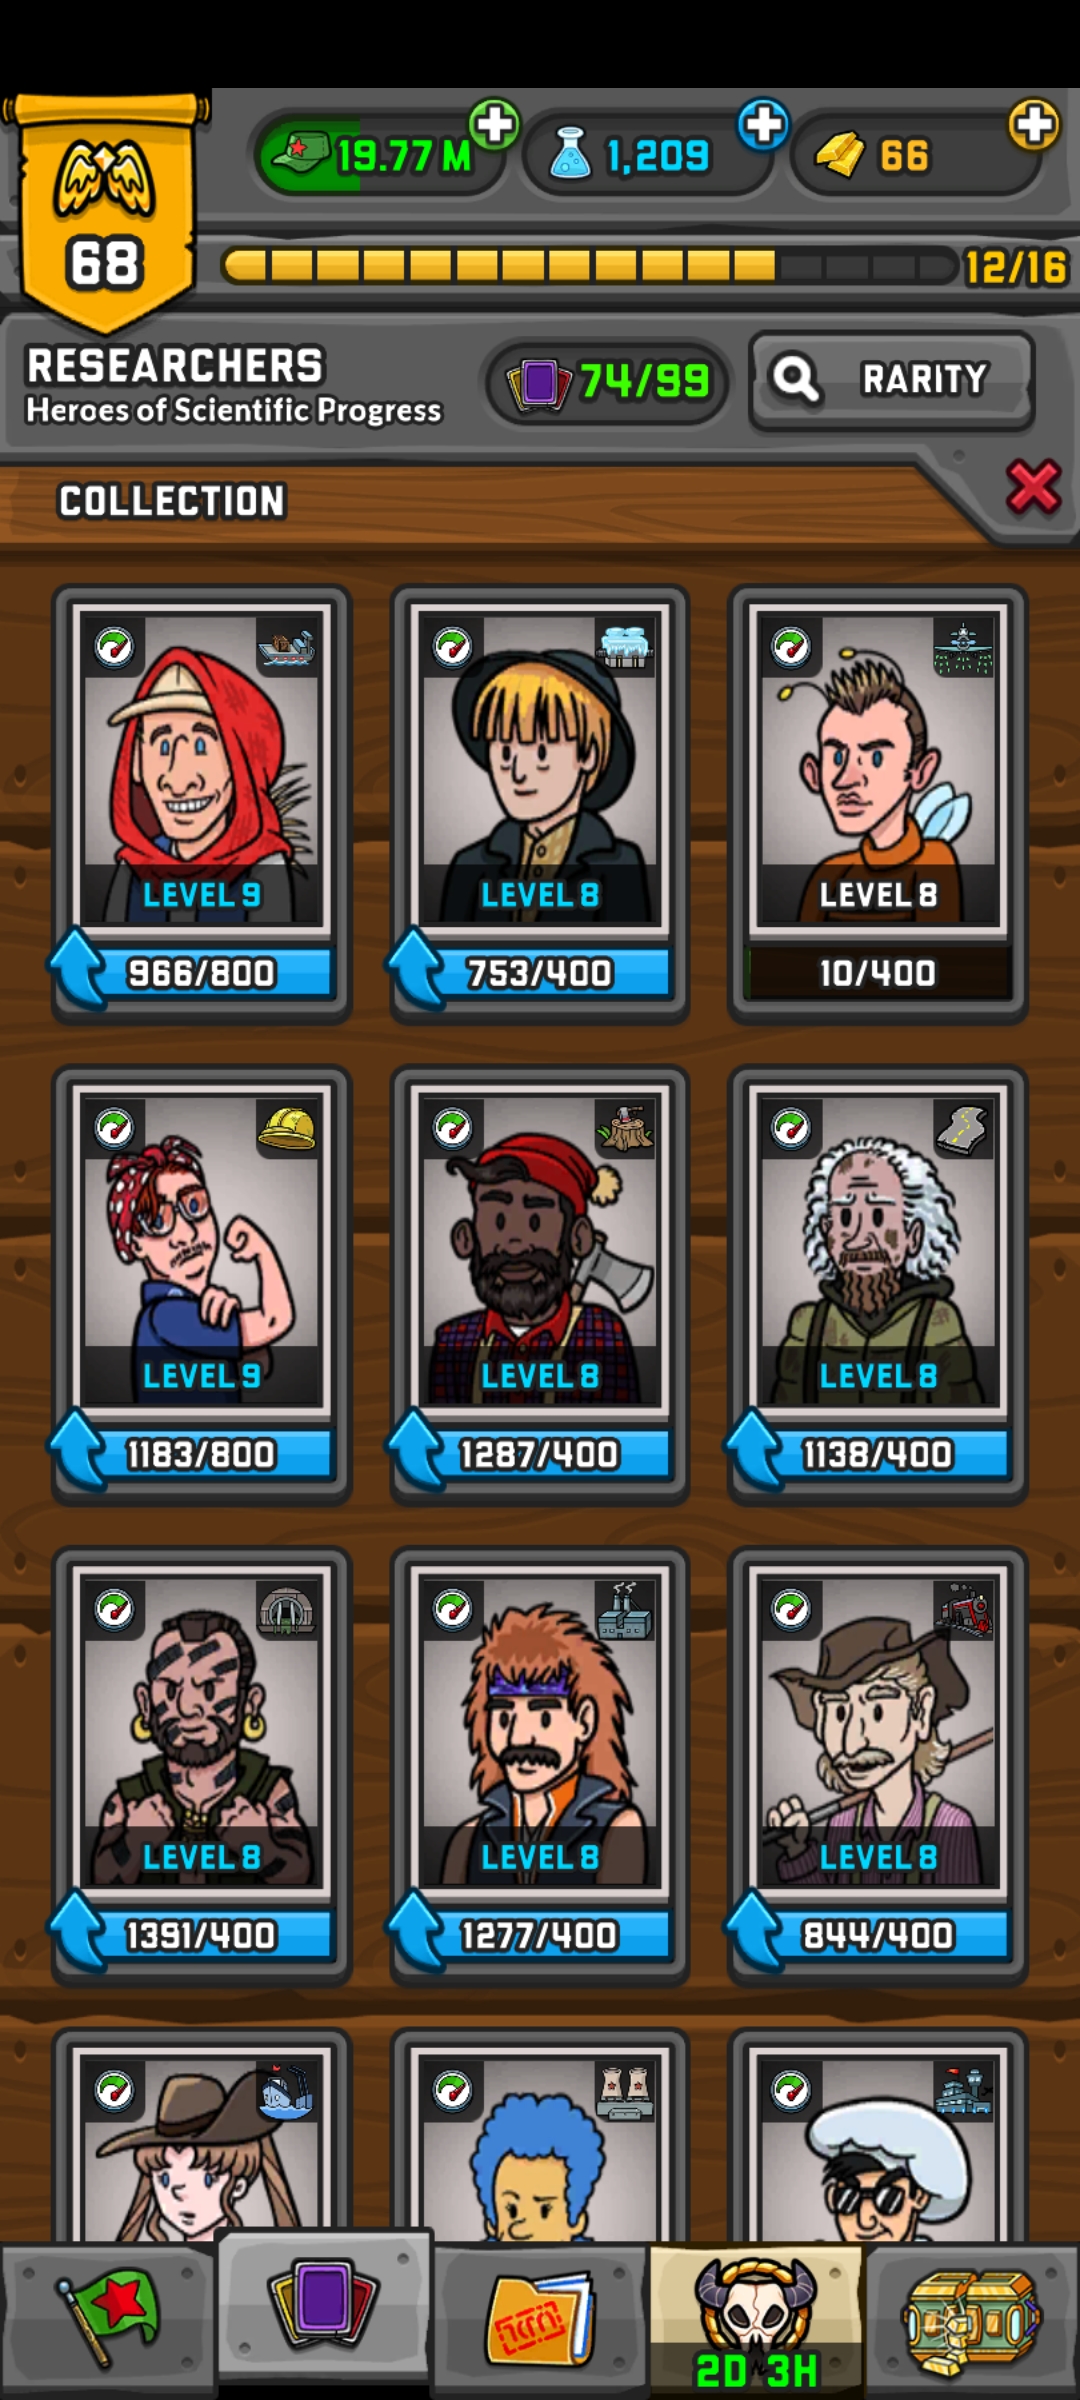 19.77 M
1,209
66
68
12/16
RESEARCHERS
Heroes of Scientific Progress
74/99
RARITY
COLLECTION
LEVEL 9
LEVEL 8
LEVEL 8
966/800
753/400
10/400
LEVEL 9
LEVEL 8
LEVEL 8
1183/800
1287/400
1138/400
LEVEL 8
LEVEL 8
LEVEL 8
1391/400
1277/400
844/400
2D 3H